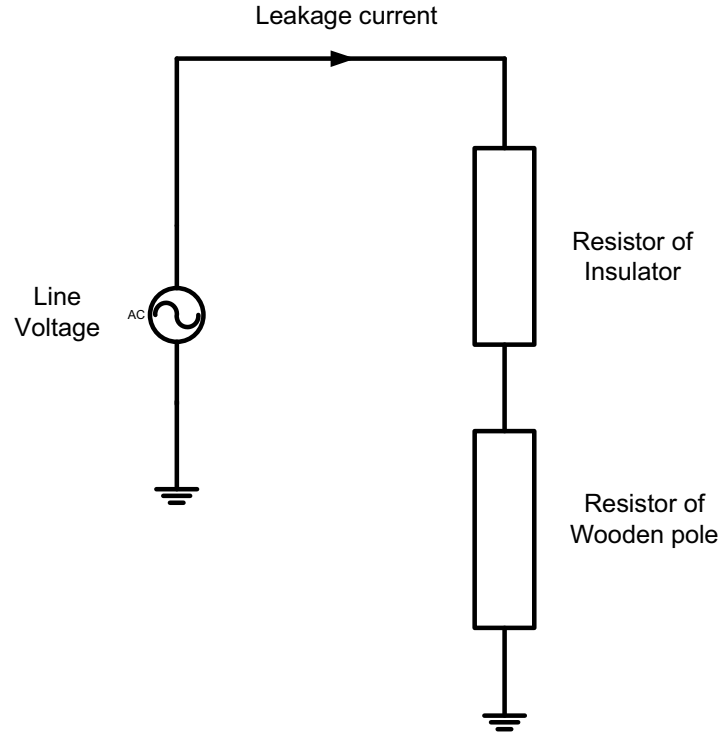 Leakage current
Resistor of
Insulator
Line
Voltage
AC
Resistor of
Wooden pole